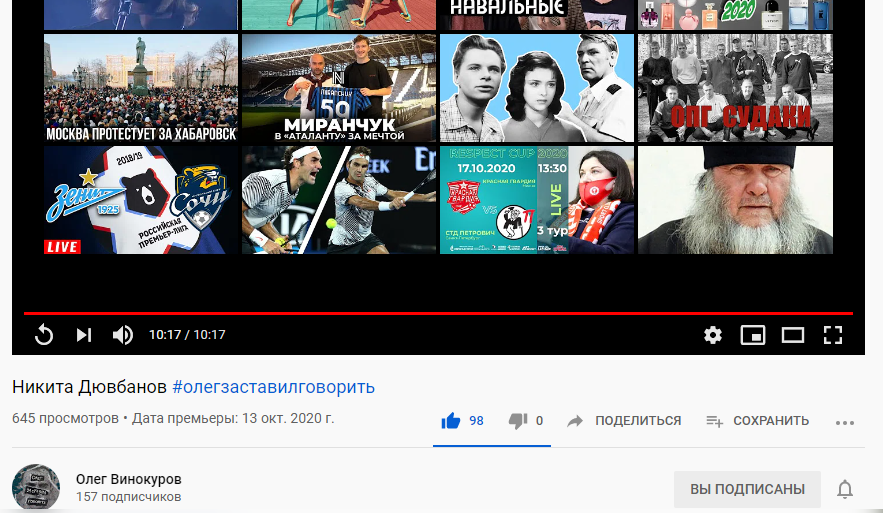 НАВАЛЬНЫЕ
2020
МОСКВА ПРОТЕСТУЕТ ЗА ХАБАРОВСК
59
МИРАНЧУК
В «АТАЛАНТУ» ЗА МЕЧТОЙ
ОПГ СУДАКИ
2018/19
Зенит
1925
Сочи
РОССИЙСКАЯ
ПРЕМЬЕР-ЛИГА
LIVE
RESPECT CUP 2020
17.10.2020
13:30
КРАСНАЯ ГВАРДИЯ
VS
LIVE
СТД ПЕТРОВИЧ
3 тур
10:17 / 10:17
Никита Дювбанов #олегзаставилговорить
645 просмотров • Дата премьеры: 13 окт. 2020 г.
98
0
ПОДЕЛИТЬСЯ
СОХРАНИТЬ
Олег Винокуров
157 подписчиков
ВЫ ПОДПИСАНЫ